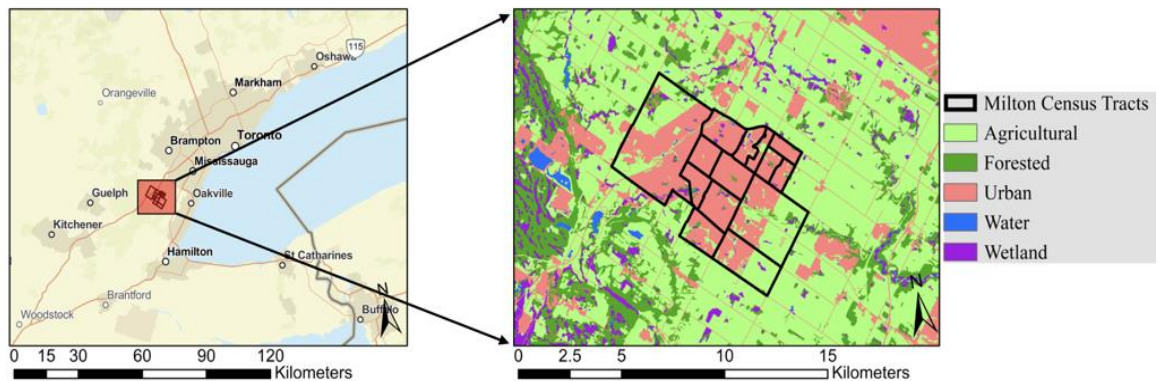 115
Oshawa
Markham
Orangeville
Brampton
Toronto
Mississauga
Guelph
Oakville
Kitchener
Hamilton
St Catharines
Brantford
Woodstock
Buffalo
N
0 15 30 60 90 120
Kilometers
N
0 2.5 5 10 15
Kilometers
Milton Census Tracts
Agricultural
Forested
Urban
Water
Wetland